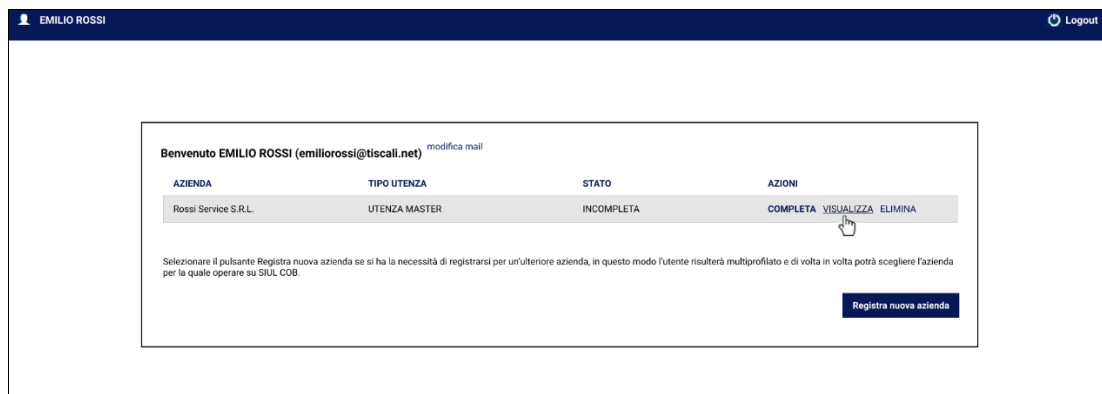 EMILIO ROSSI Logout
Benvenuto EMILIO ROSSI (emiliorossi@tiscali.net) modifica mail
AZIENDA TIPO UTENZA STATO AZIONI
Rossi Service S.R.L. UTENZA MASTER INCOMPLETA COMPLETA VISUALIZZA ELIMINA
Selezionare il pulsante Registra nuova azienda se si ha la necessità di registrarsi per un'ulteriore azienda, in questo modo l'utente risulterà multiprofilato e di volta in volta potrà scegliere l'azienda
per la quale operare su SIUL COB.
Registra nuova azienda